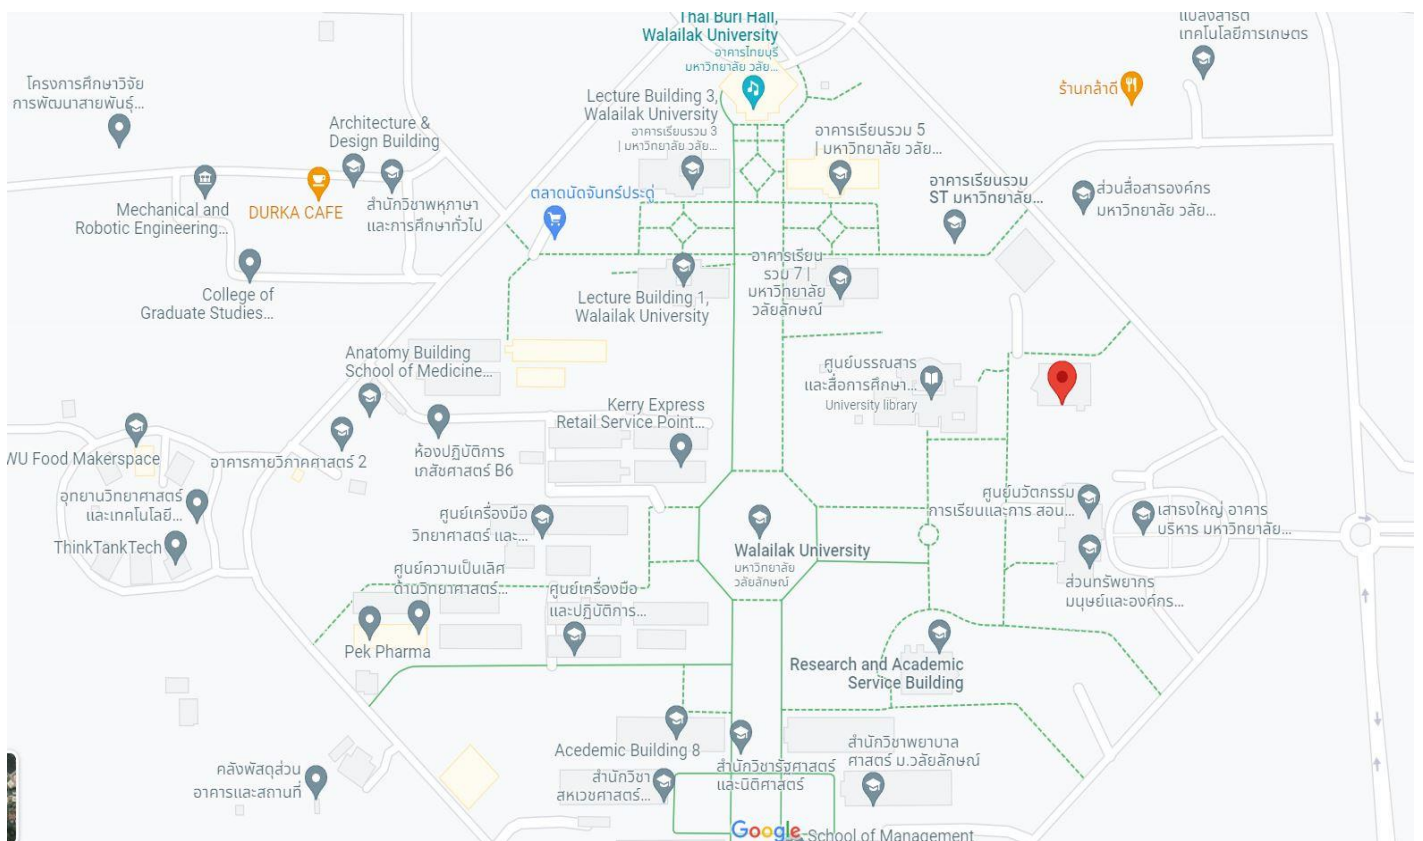 Thai Buri Hall,
Walailak University
อาคารไทยบุรี
มหาวิทยาลัย วลัย...
แปลงสาธิต
เทคโนโลยีการเกษตร
ร้านกล้าดี
โครงการศึกษาวิจัย
การพัฒนาสายพันธุ์...
Architecture &
Design Building
Lecture Building 3,
Walailak University
อาคารเรียนรวม 3
| มหาวิทยาลัย วลัย...
อาคารเรียนรวม 5
| มหาวิทยาลัย วลัย...
อาคารเรียนรวม
ST มหาวิทยาลัย...
ส่วนสื่อสารองค์กร
มหาวิทยาลัย วลัย...
ตลาดนัดจันทร์ประดู่
DURKA CAFE
สำนักวิชาพหุภาษา
และการศึกษาทั่วไป
Mechanical and
Robotic Engineering...
College of
Graduate Studies...
Lecture Building 1,
Walailak University
อาคารเรียน
รวม 7 |
มหาวิทยาลัย
วลัยลักษณ์
Anatomy Building
School of Medicine...
ศูนย์บรรณสาร
และสื่อการศึกษา...
University library
Kerry Express
Retail Service Point...
WU Food Makerspace
อาคารกายวิภาคศาสตร์ 2
ห้องปฏิบัติการ
เภสัชศาสตร์ B6
อุทยานวิทยาศาสตร์
และเทคโนโลยี...
ThinkTankTech
ศูนย์เครื่องมือ
วิทยาศาสตร์ และ...
ศูนย์นวัตกรรม
การเรียนและการ สอน...
เสาธงใหญ่ อาคาร
บริหาร มหาวิทยาลัย...
Walailak University
มหาวิทยาลัย
วลัยลักษณ์
ศูนย์ความเป็นเลิศ
ด้านวิทยาศาสตร์...
ศูนย์เครื่องมือ
และปฏิบัติการ...
ส่วนทรัพยากร
มนุษย์และองค์กร...
Pek Pharma
Research and Academic
Service Building
Acedemic Building 8
สำนักวิชารัฐศาสตร์
และนิติศาสตร์
สำนักวิชาพยาบาล
ศาสตร์ ม.วลัยลักษณ์
คลังพัสดุส่วน
อาคารและสถานที่
สำนักวิชา
สหเวชศาสตร์...
Google
School of Management